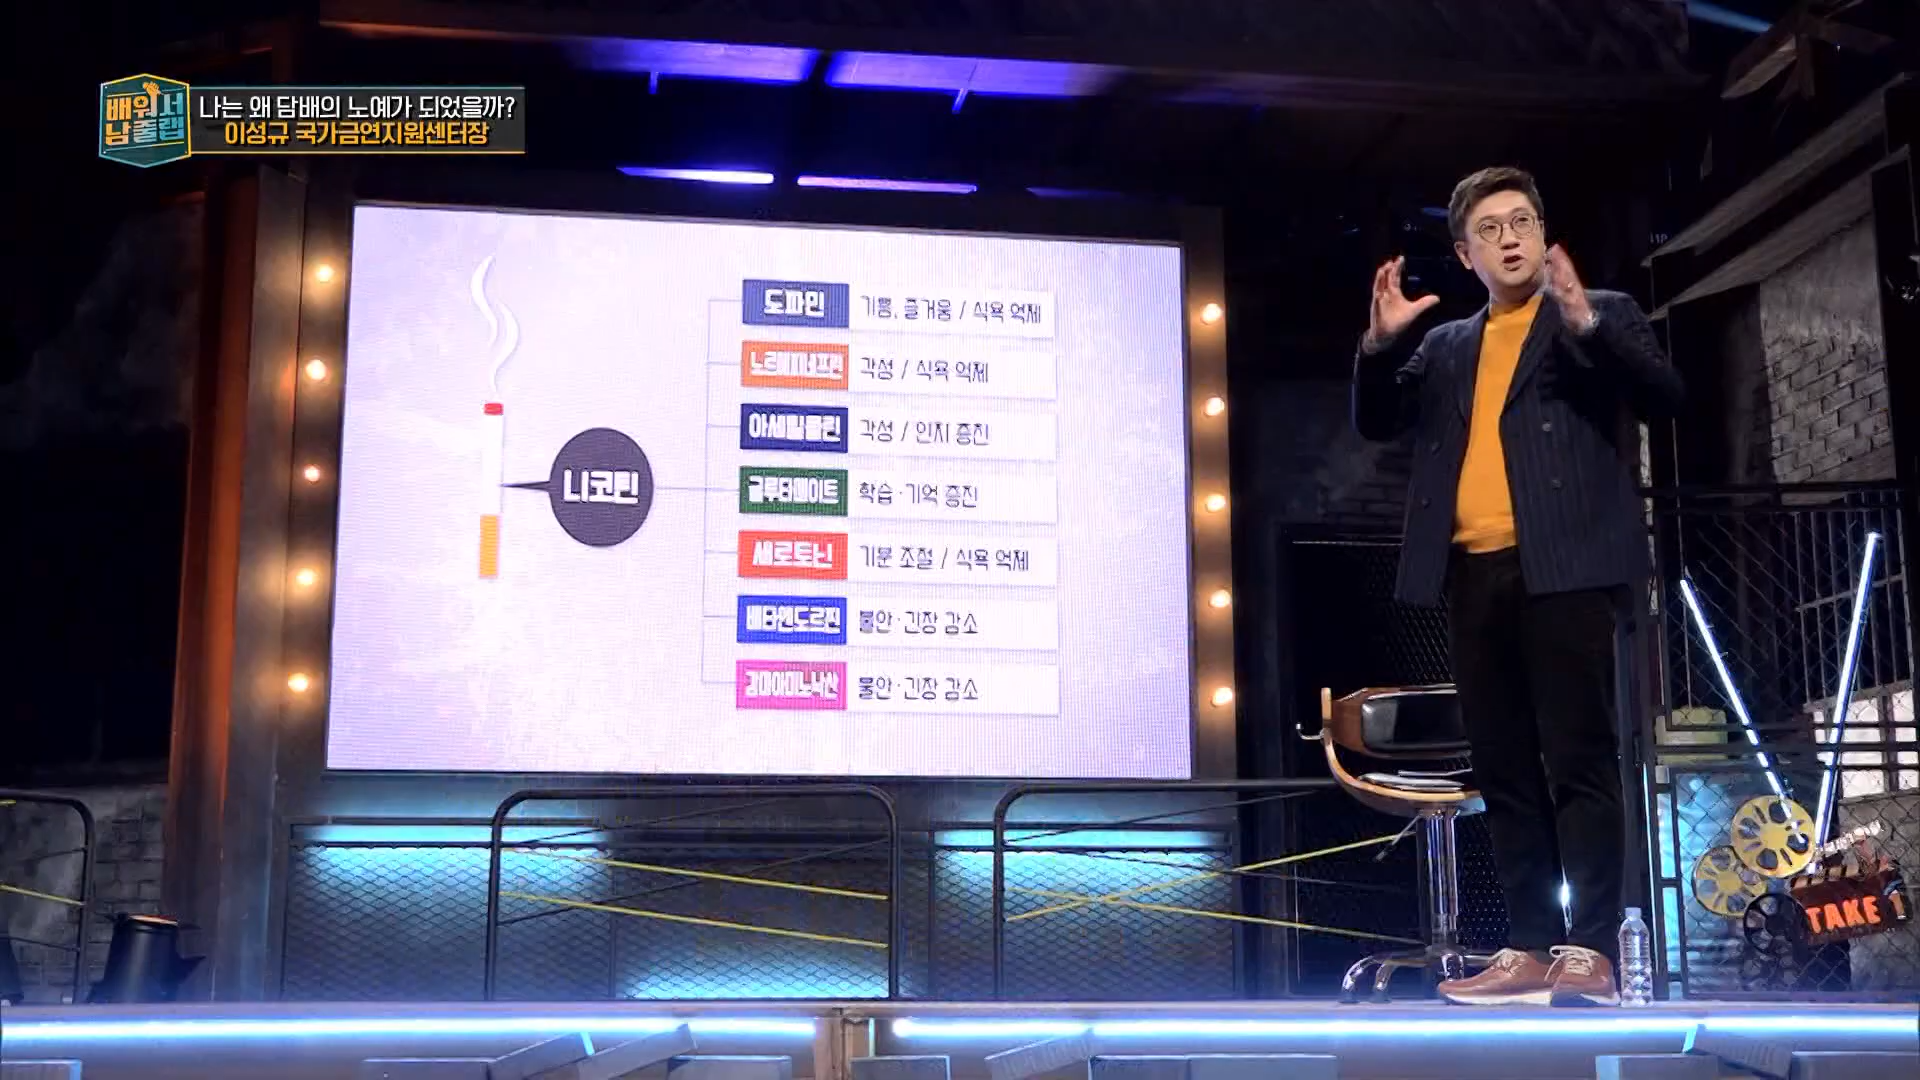 배워서
남줄랩
나는 왜 담배의 노예가 되었을까?
이성규 국가금연지원센터장
니코틴
도파민 기쁨, 즐거움 / 식욕 억제
노르에피네프린 각성 / 식욕 억제
아세틸콜린 각성 / 인지 증진
글루타메이트 학습·기억 증진
세로토닌 기분 조절 / 식욕 억제
베타엔도르핀 불안·긴장 감소
감마아미노낙산 불안·긴장 감소
TAKE 1